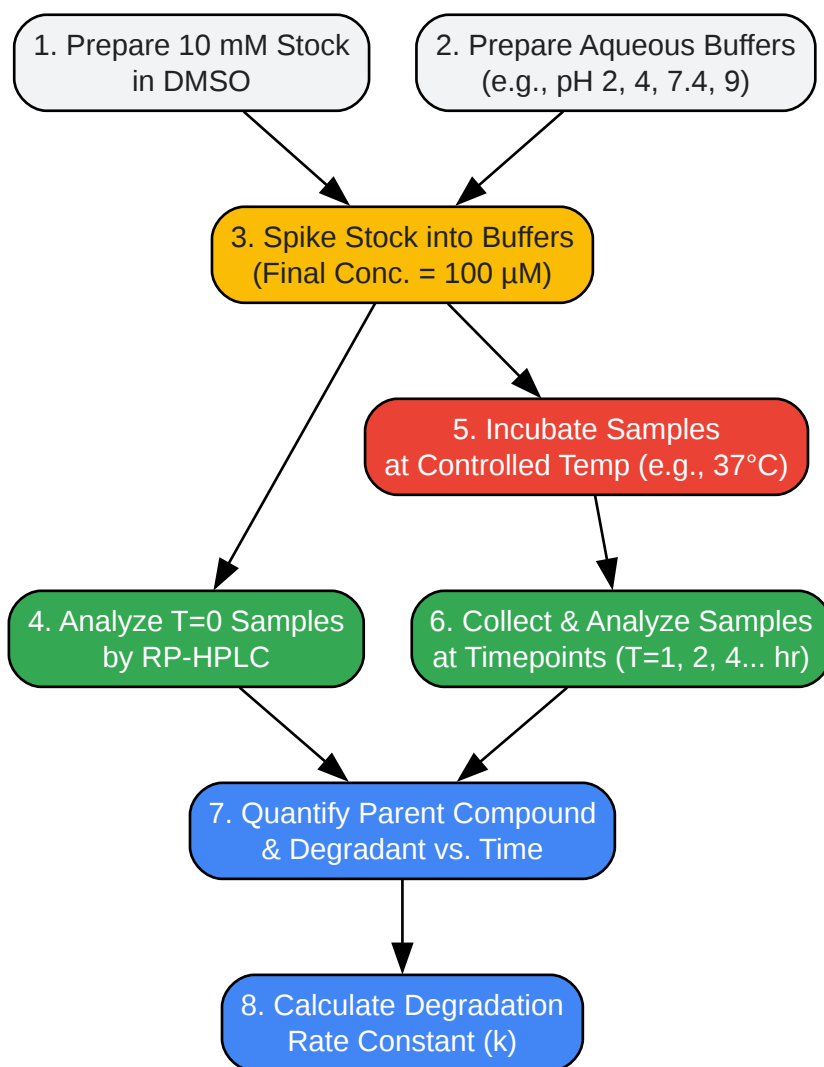 1. Prepare 10 mM Stock
in DMSO
2. Prepare Aqueous Buffers
(e.g., pH 2, 4, 7.4, 9)
3. Spike Stock into Buffers
(Final Conc. = 100 µM)
5. Incubate Samples
at Controlled Temp (e.g., 37°C)
4. Analyze T=0 Samples
by RP-HPLC
6. Collect & Analyze Samples
at Timepoints (T=1, 2, 4... hr)
7. Quantify Parent Compound
& Degradant vs. Time
8. Calculate Degradation
Rate Constant (k)